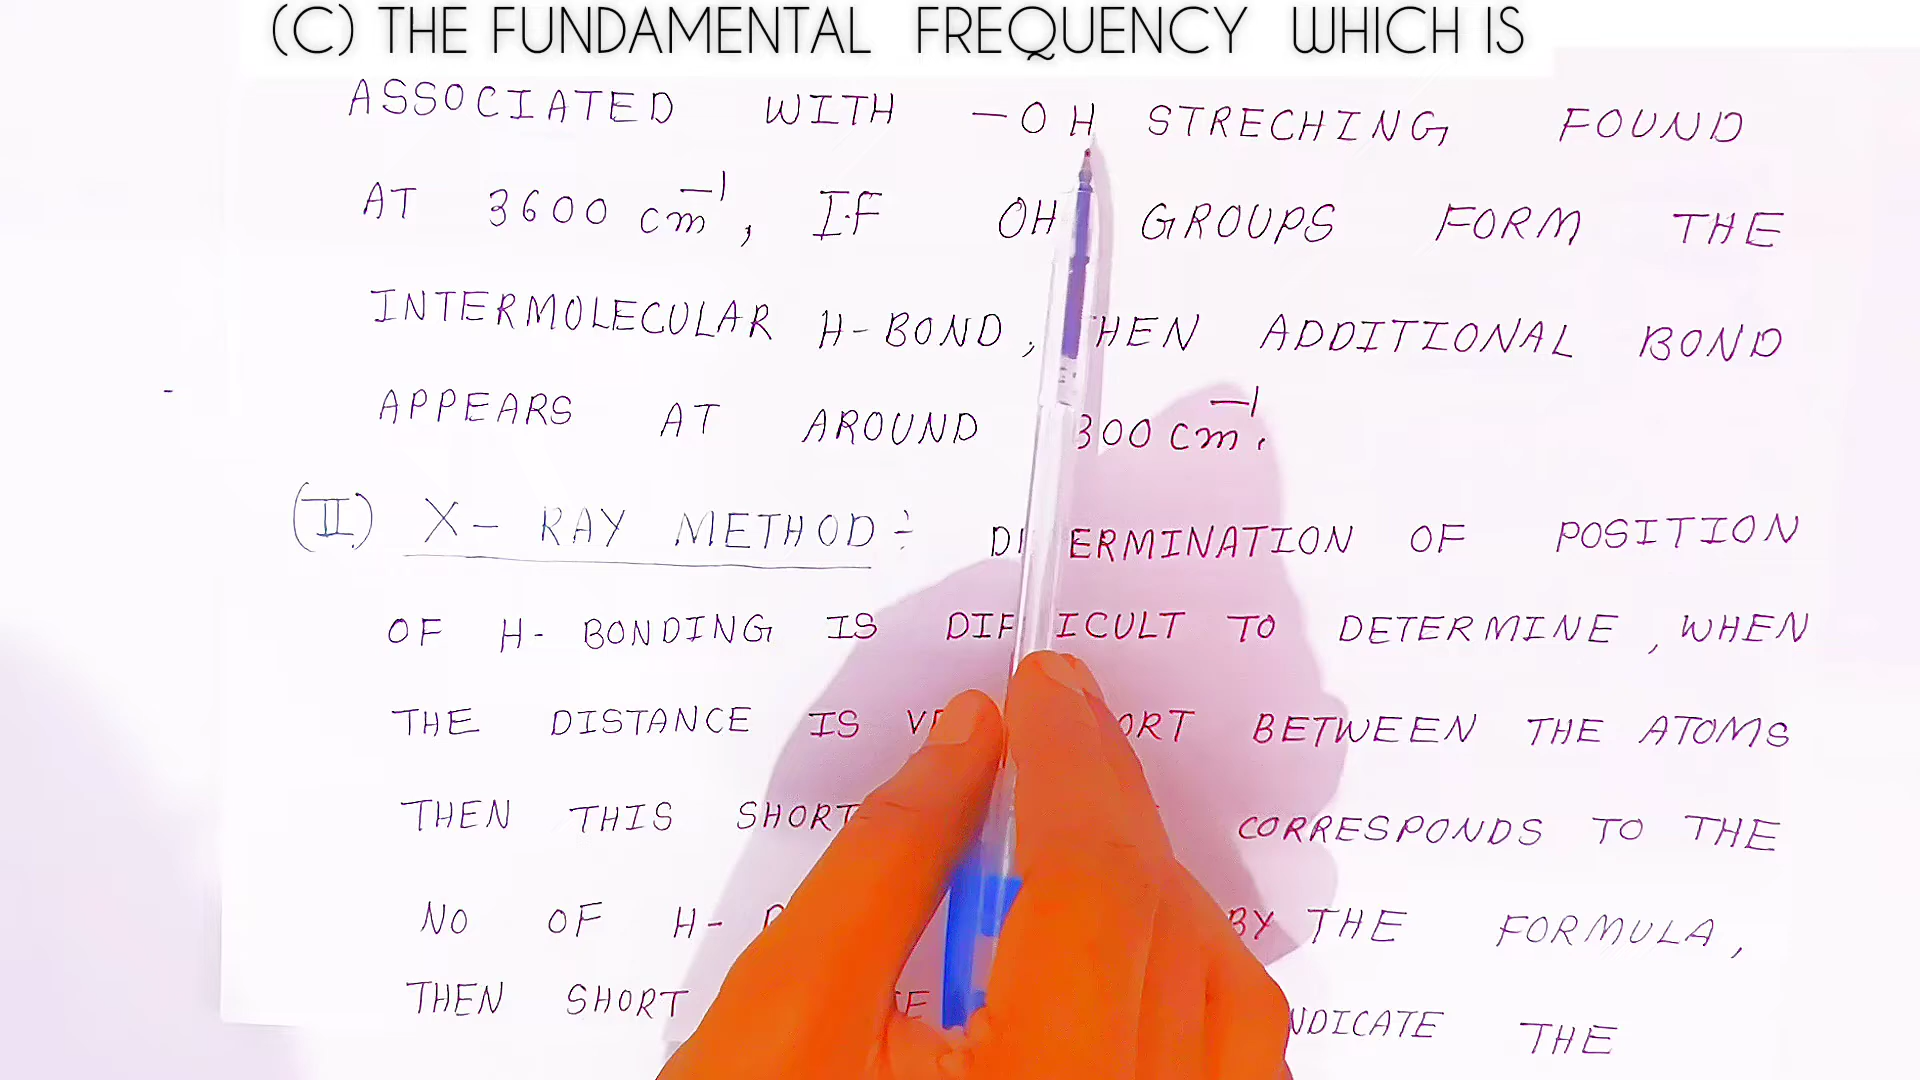 (C) THE FUNDAMENTAL FREQUENCY WHICH IS
ASSOCIATED WITH -OH STRECHING FOUND
AT 3600 cm⁻¹, IF OH GROUPS FORM THE
INTERMOLECULAR H-BOND, HEN ADDITIONAL BOND
APPEARS AT AROUND 300 cm⁻¹.
(II) X-RAY METHOD ÷ ERMINATION OF POSITION
OF H-BONDING IS DIF ICULT TO DETERMINE, WHEN
THE DISTANCE IS ORT BETWEEN THE ATOMS
THEN THIS SHORT CORRESPONDS TO THE
NO OF H- BY THE FORMULA,
THEN SHORT NDICATE THE